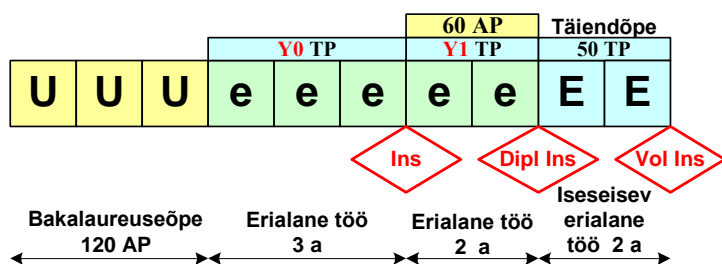 60 AP Täiendõpe
Y0 TP Y1 TP 50 TP
U U U e e e e e E E
Ins Dipl Ins Vol Ins
Bakalaureuseõpe
120 AP
Erialane töö
3 a
Erialane töö
2 a
Iseseisev
erialane
töö 2 a